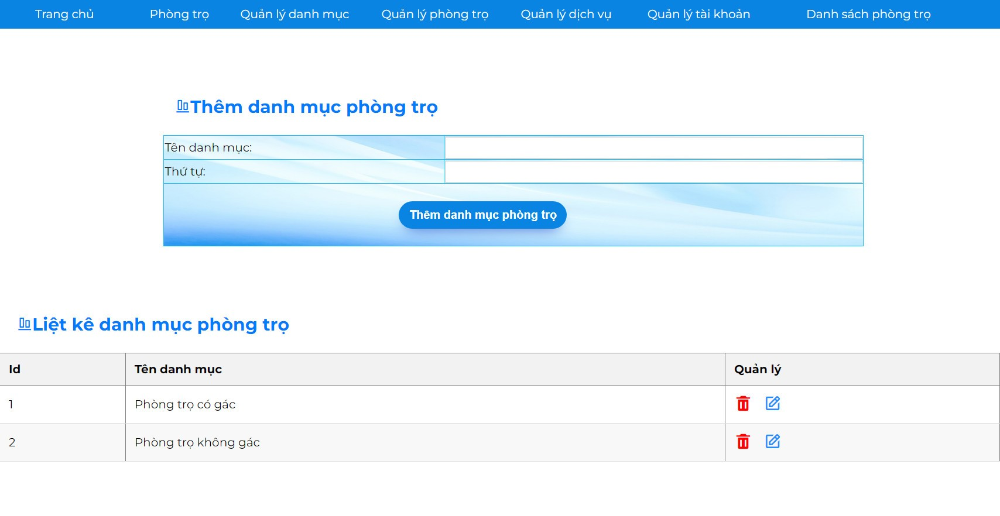 Trang chủ Phòng trọ Quản lý danh mục Quản lý phòng trọ Quản lý dịch vụ Quản lý tài khoản Danh sách phòng trọ
Thêm danh mục phòng trọ
Tên danh mục:
Thứ tự:
Thêm danh mục phòng trọ
Liệt kê danh mục phòng trọ
Id Tên danh mục Quản lý
1 Phòng trọ có gác
2 Phòng trọ không gác